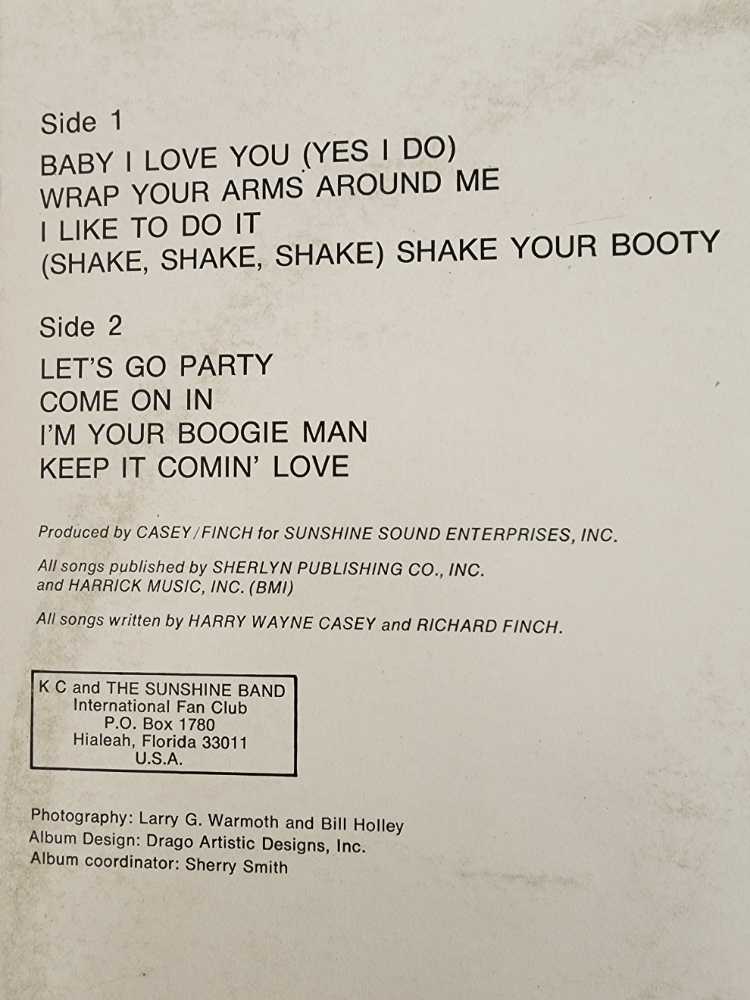 Side 1
BABY I LOVE YOU (YES I DO)
WRAP YOUR ARMS AROUND ME
I LIKE TO DO IT
(SHAKE, SHAKE, SHAKE) SHAKE YOUR BOOTY
Side 2
LET'S GO PARTY
COME ON IN
I'M YOUR BOOGIE MAN
KEEP IT COMIN' LOVE
Produced by CASEY/FINCH for SUNSHINE SOUND ENTERPRISES, INC.
All songs published by SHERLYN PUBLISHING CO., INC.
and HARRICK MUSIC, INC. (BMI)
All songs written by HARRY WAYNE CASEY and RICHARD FINCH.
K C and THE SUNSHINE BAND
International Fan Club
P.O. Box 1780
Hialeah, Florida 33011
U.S.A.
Photography: Larry G. Warmoth and Bill Holley
Album Design: Drago Artistic Designs, Inc.
Album coordinator: Sherry Smith